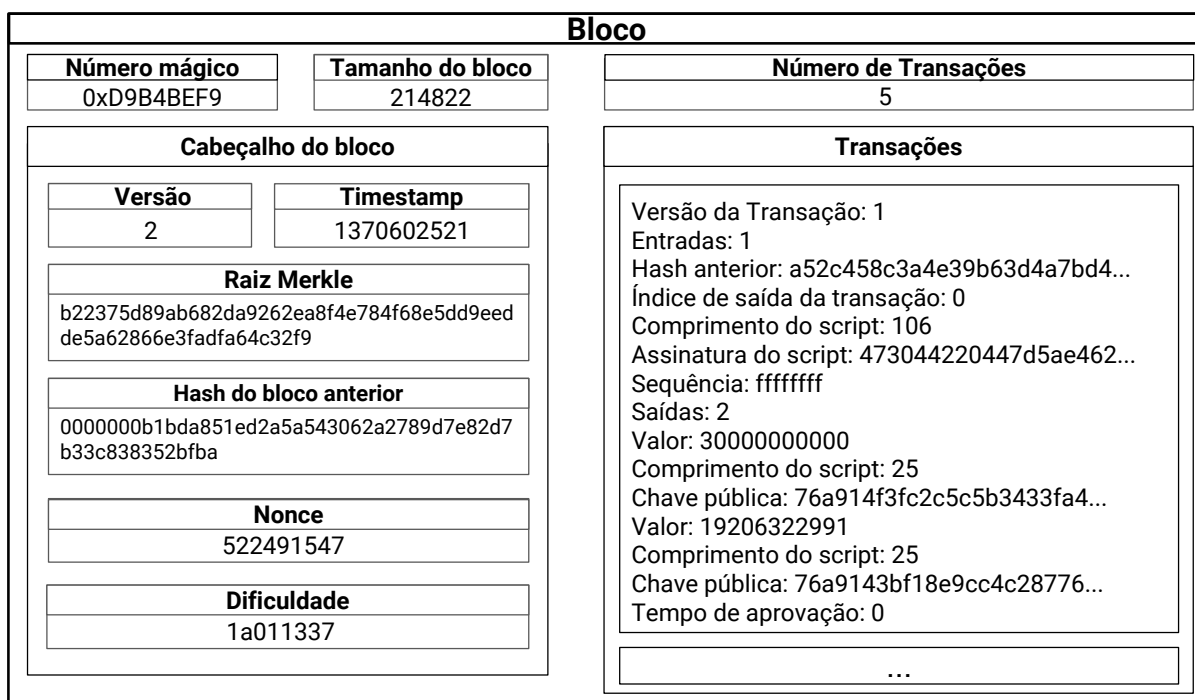 Bloco
Número mágico
0xD9B4BEF9
Tamanho do bloco
214822
Número de Transações
5
Cabeçalho do bloco
Versão
2
Timestamp
1370602521
Raiz Merkle
b22375d89ab682da9262ea8f4e784f68e5dd9eed
de5a62866e3fadfa64c32f9
Hash do bloco anterior
0000000b1bda851ed2a5a543062a2789d7e82d7
b33c838352bfba
Nonce
522491547
Dificuldade
1a011337
Transações
Versão da Transação: 1
Entradas: 1
Hash anterior: a52c458c3a4e39b63d4a7bd4...
Índice de saída da transação: 0
Comprimento do script: 106
Assinatura do script: 473044220447d5ae462...
Sequência: ffffffff
Saídas: 2
Valor: 30000000000
Comprimento do script: 25
Chave pública: 76a914f3fc2c5c5b3433fa4...
Valor: 19206322991
Comprimento do script: 25
Chave pública: 76a9143bf18e9cc4c28776...
Tempo de aprovação: 0
...